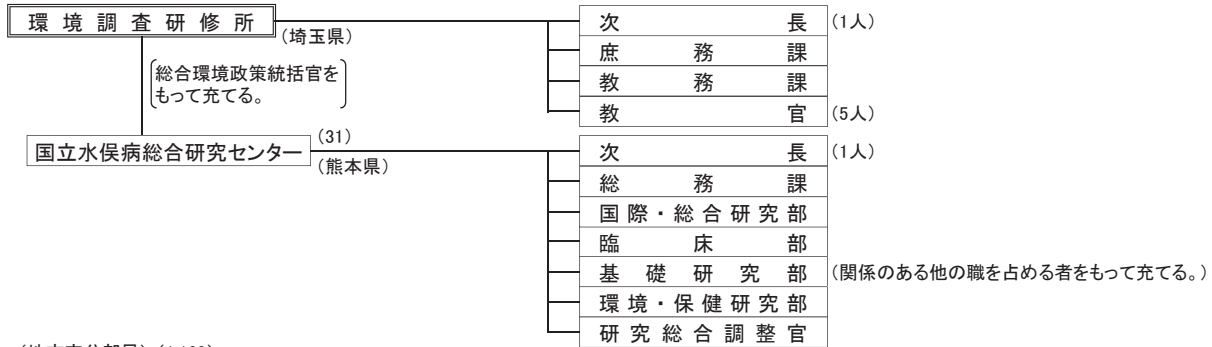 環境調査研修所
(埼玉県)
総合環境政策統括官を
もって充てる。
次長 (1人)
庶務課
教務課
教官 (5人)
国立水俣病総合研究センター (31)
(熊本県)
次長 (1人)
総務課
国際・総合研究部
臨床部
基礎研究部 (関係のある他の職を占める者をもって充てる。)
環境・保健研究部
研究総合調整官